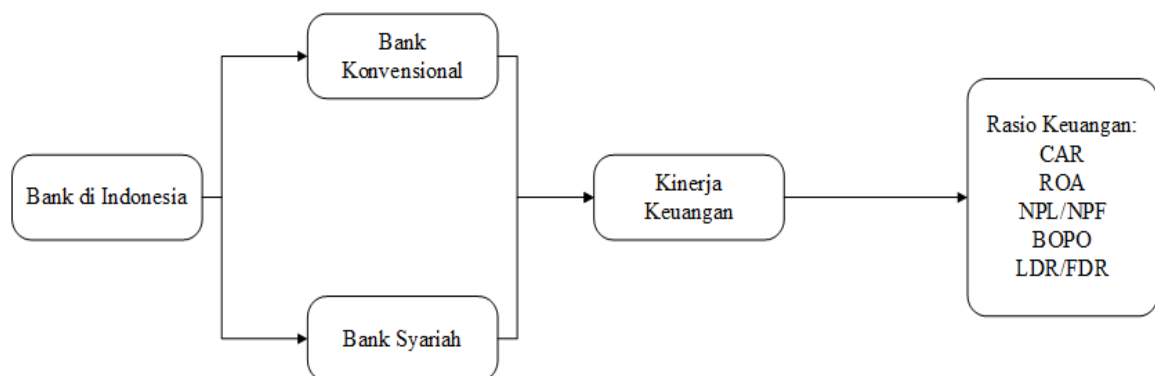 Bank
Konvensional
Bank di Indonesia
Bank Syariah
Kinerja
Keuangan
Rasio Keuangan:
CAR
ROA
NPL/NPF
BOPO
LDR/FDR